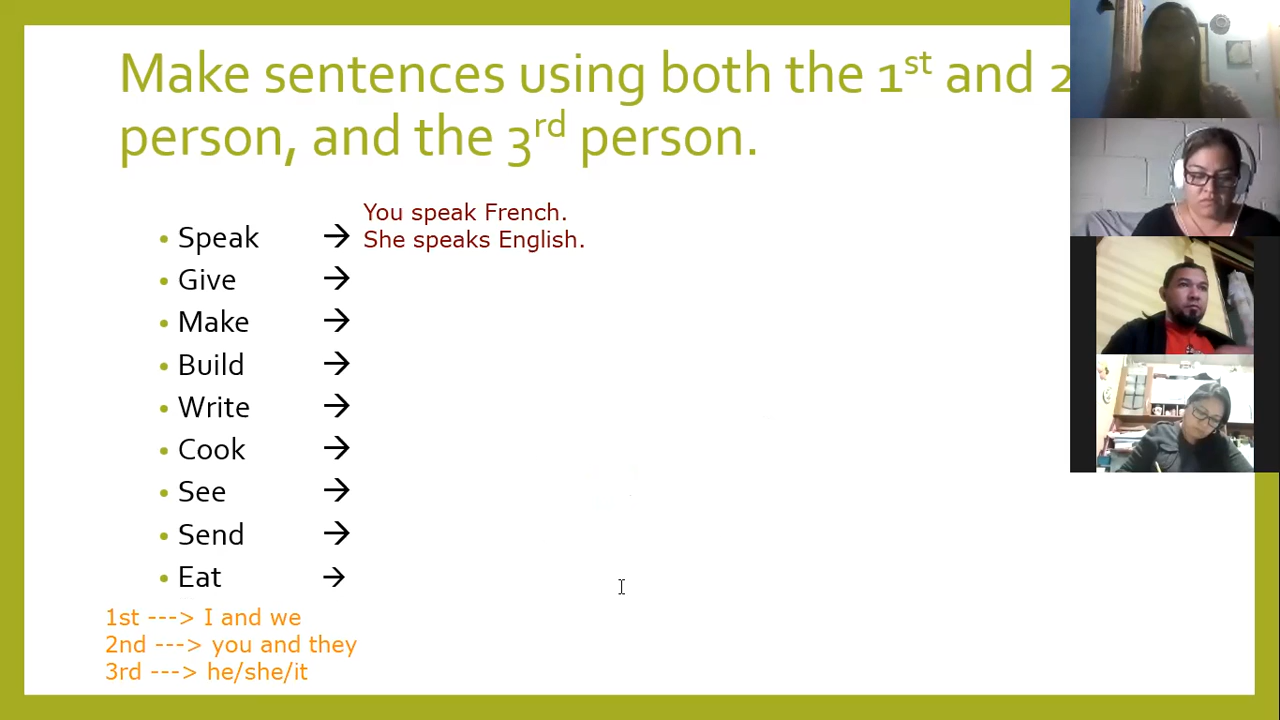 Make sentences using both the 1st and 2
person, and the 3rd person.
You speak French.
• Speak → She speaks English.
• Give →
• Make →
• Build →
• Write →
• Cook →
• See →
• Send →
• Eat →
1st ---> I and we
2nd ---> you and they
3rd ---> he/she/it